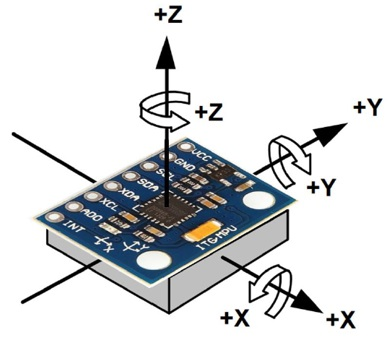 +Z
+Z
+Y
+Y
VCC
GND
SCL
SDA
XDA
XCL
ADO
INT
X
Y
ITG/MPU
+X
+X